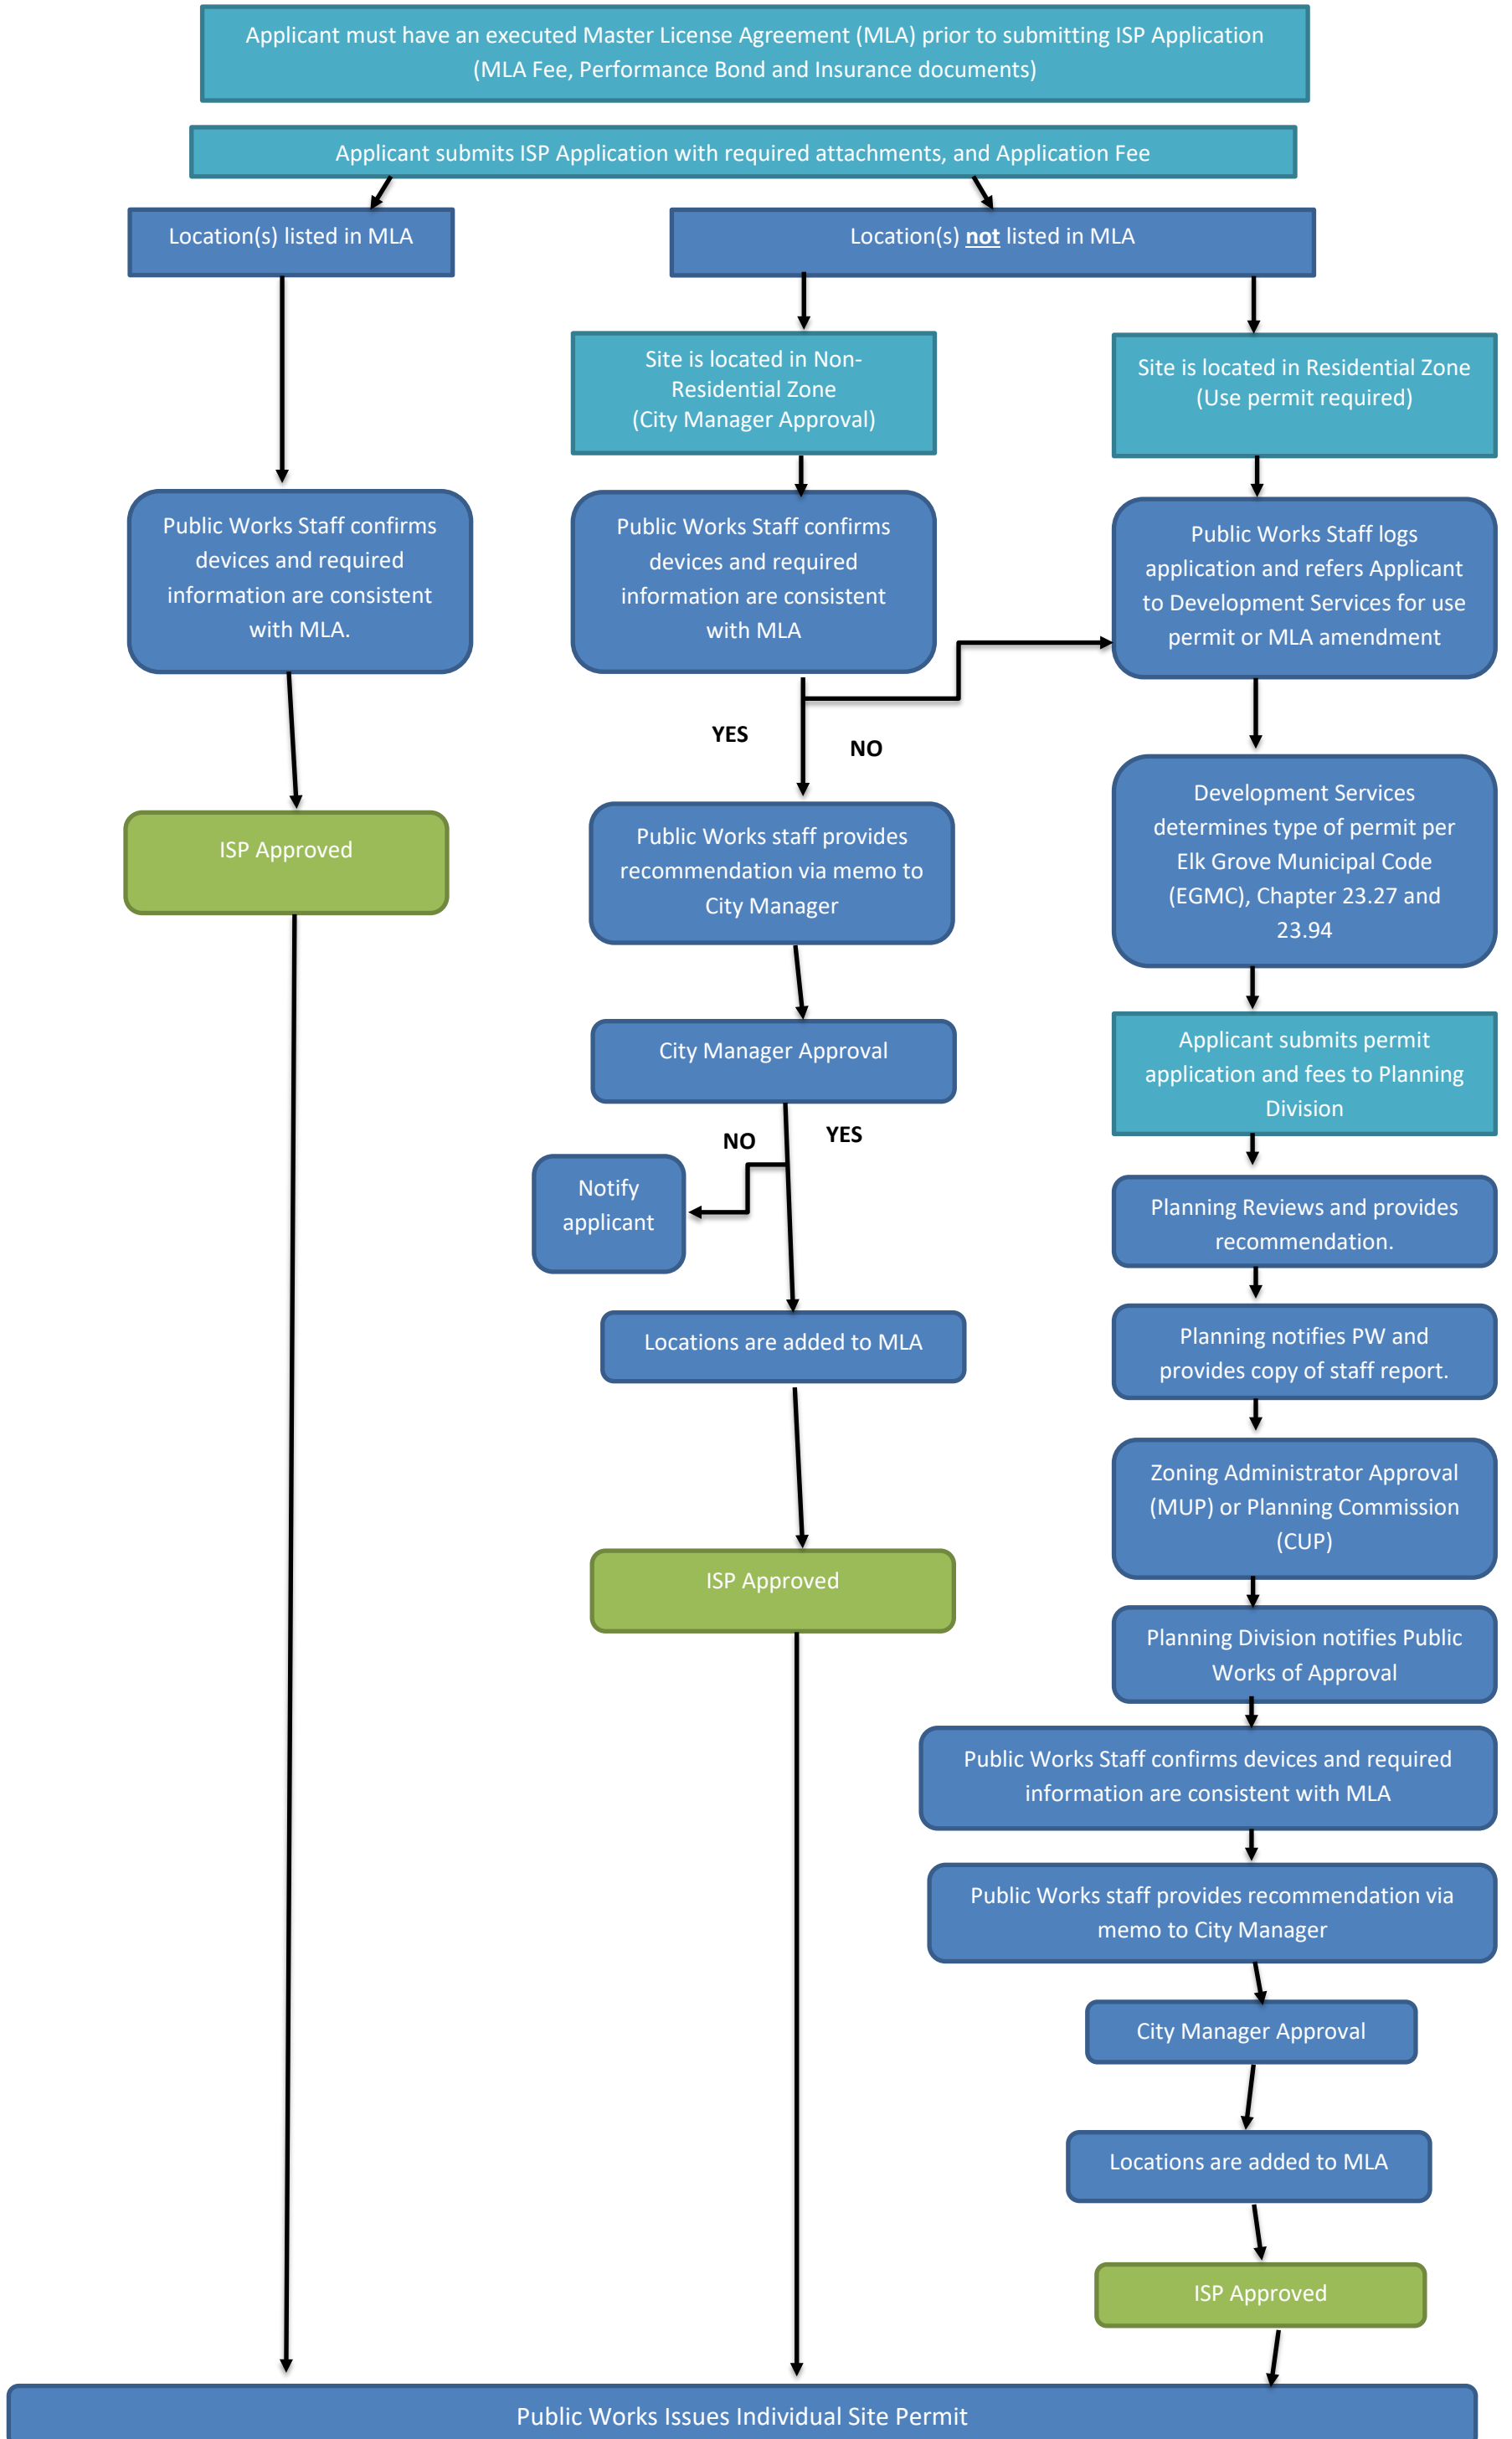 Applicant must have an executed Master License Agreement (MLA) prior to submitting ISP Application
(MLA Fee, Performance Bond and Insurance documents)
Applicant submits ISP Application with required attachments, and Application Fee
Location(s) listed in MLA
Location(s) not listed in MLA
Site is located in Non-
Residential Zone
(City Manager Approval)
Site is located in Residential Zone
(Use permit required)
Public Works Staff confirms
devices and required
information are consistent
with MLA.
Public Works Staff confirms
devices and required
information are consistent
with MLA
Public Works Staff logs
application and refers Applicant
to Development Services for use
permit or MLA amendment
YES
NO
ISP Approved
Public Works staff provides
recommendation via memo to
City Manager
Development Services
determines type of permit per
Elk Grove Municipal Code
(EGMC), Chapter 23.27 and
23.94
City Manager Approval
Applicant submits permit
application and fees to Planning
Division
NO
YES
Notify
applicant
Planning Reviews and provides
recommendation.
Locations are added to MLA
Planning notifies PW and
provides copy of staff report.
Zoning Administrator Approval
(MUP) or Planning Commission
(CUP)
ISP Approved
Planning Division notifies Public
Works of Approval
Public Works Staff confirms devices and required
information are consistent with MLA
Public Works staff provides recommendation via
memo to City Manager
City Manager Approval
Locations are added to MLA
ISP Approved
Public Works Issues Individual Site Permit